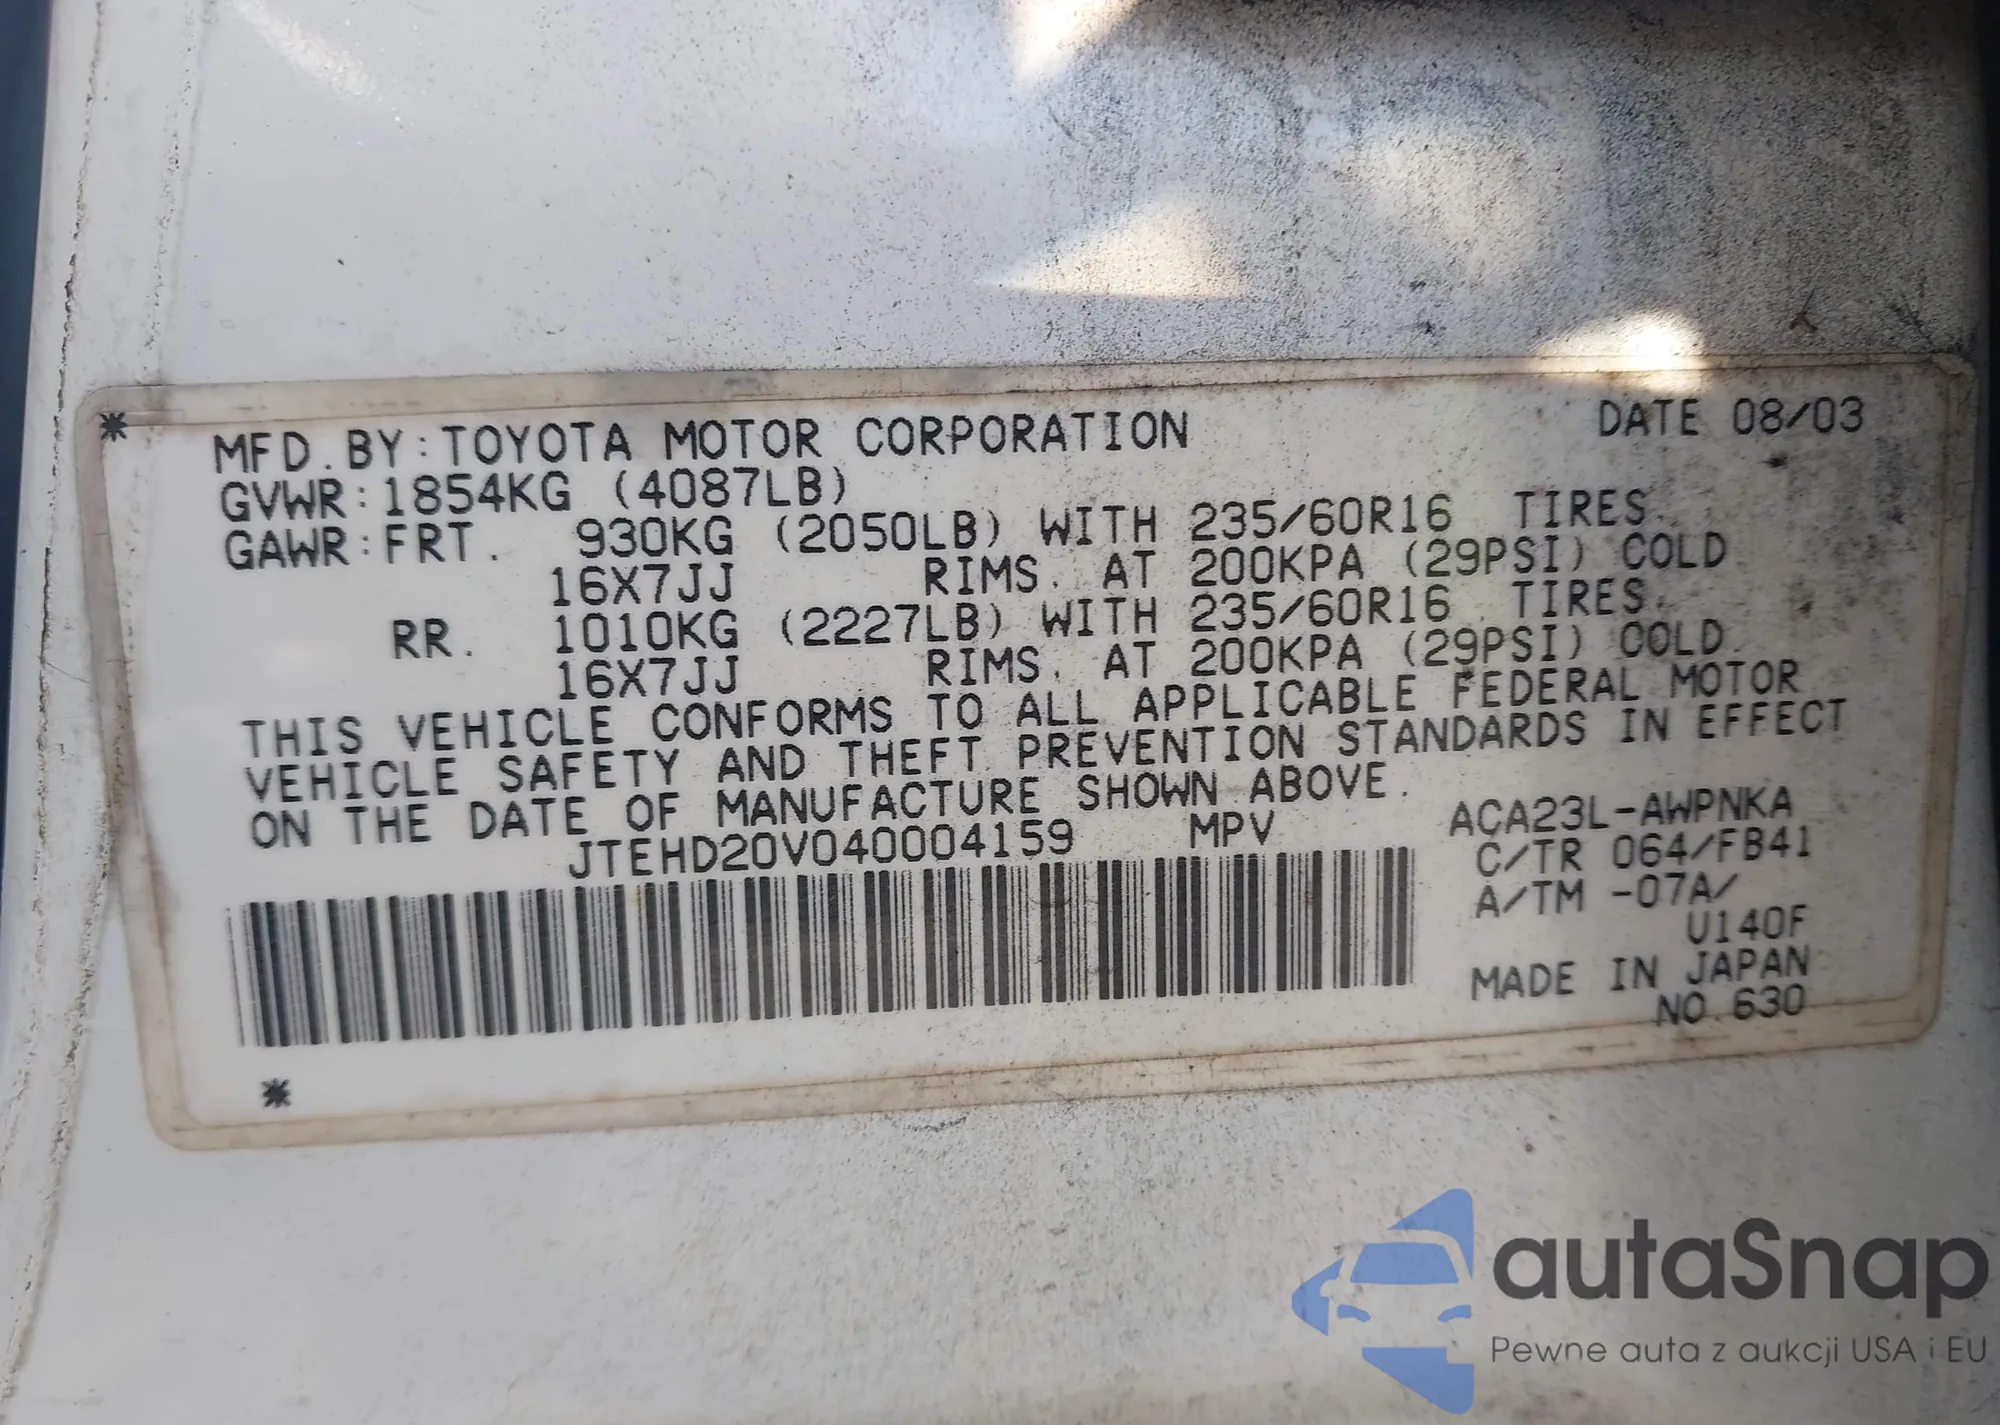 * MFD.BY:TOYOTA MOTOR CORPORATION DATE 08/03
GVWR:1854KG (4087LB)
GAWR:FRT. 930KG (2050LB) WITH 235/60R16 TIRES.
16X7JJ RIMS. AT 200KPA (29PSI) COLD
RR. 1010KG (2227LB) WITH 235/60R16 TIRES.
16X7JJ RIMS. AT 200KPA (29PSI) COLD.
THIS VEHICLE CONFORMS TO ALL APPLICABLE FEDERAL MOTOR
VEHICLE SAFETY AND THEFT PREVENTION STANDARDS IN EFFECT
ON THE DATE OF MANUFACTURE SHOWN ABOVE.
JTEHD20V040004159 MPV ACA23L-AWPNKA
C/TR 064/FB41
A/TM -07A/
U140F
MADE IN JAPAN
NO.630
*
autaSnap
Pewne auta z aukcji USA i EU